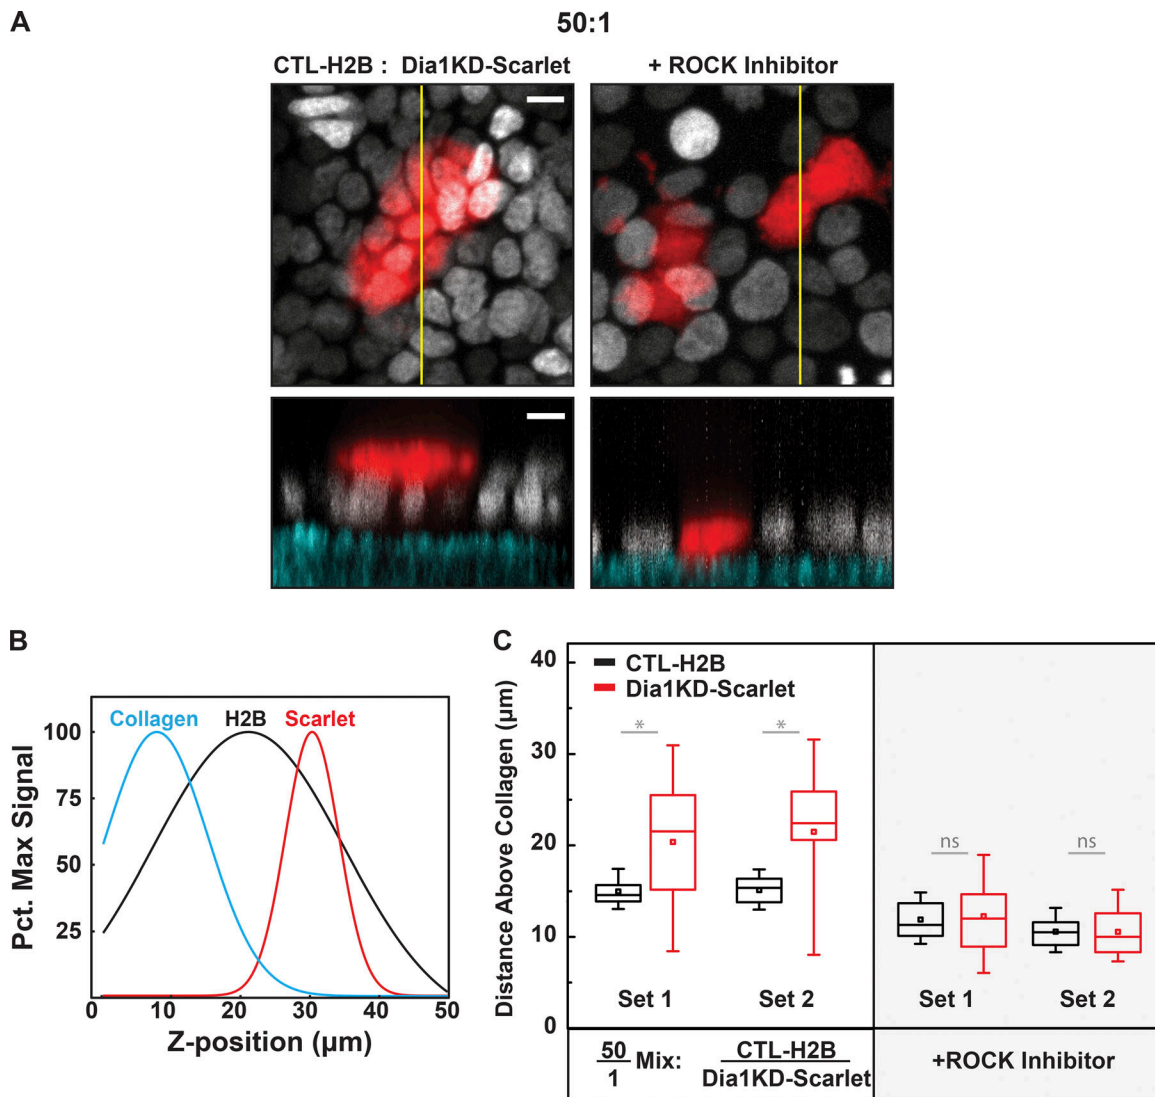 A
50:1
CTL-H2B : Dia1KD-Scarlet
+ ROCK Inhibitor
B
Pct. Max Signal
100
75
50
25
Collagen
H2B
Scarlet
0
10
20
30
40
50
Z-position (µm)
C
Distance Above Collagen (µm)
40
30
20
10
0
CTL-H2B
Dia1KD-Scarlet
*
*
ns
ns
Set 1
Set 2
Set 1
Set 2
50
1
Mix:
CTL-H2B
Dia1KD-Scarlet
+ROCK Inhibitor